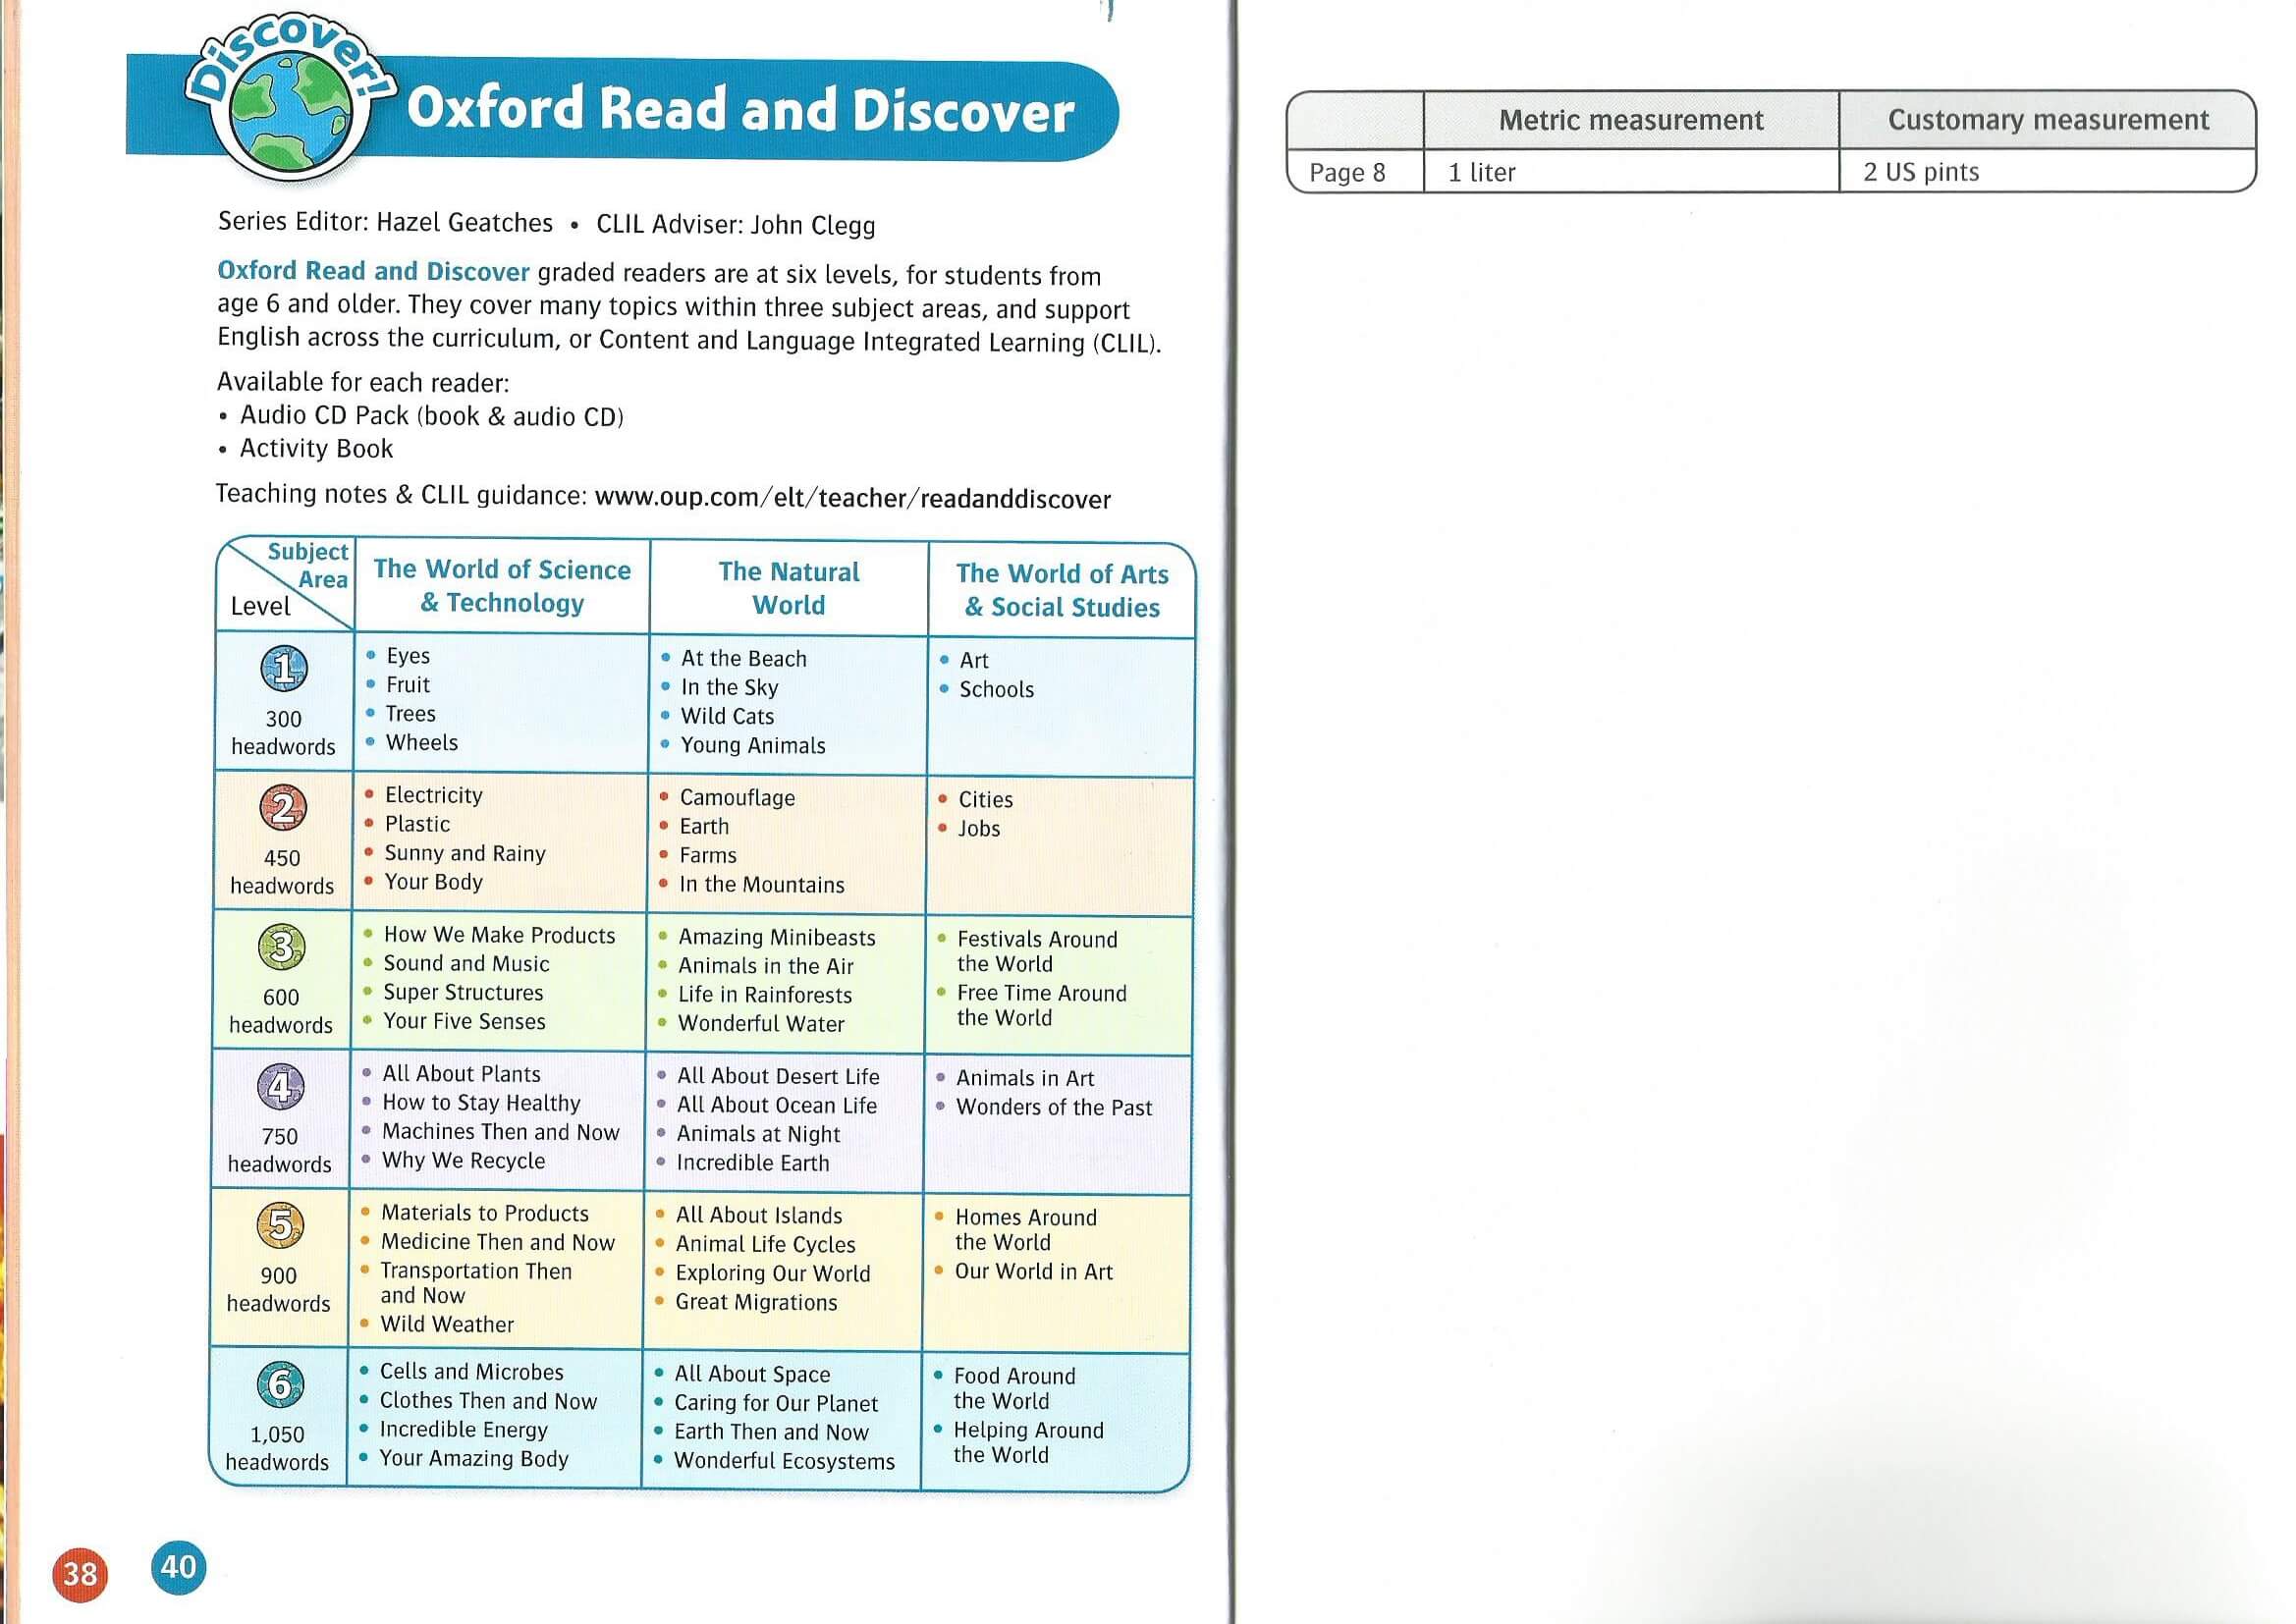 Discover!
Oxford Read and Discover
Series Editor: Hazel Geatches • CLIL Adviser: John Clegg
Oxford Read and Discover graded readers are at six levels, for students from
age 6 and older. They cover many topics within three subject areas, and support
English across the curriculum, or Content and Language Integrated Learning (CLIL).
Available for each reader:
• Audio CD Pack (book & audio CD)
• Activity Book
Teaching notes & CLIL guidance: www.oup.com/elt/teacher/readanddiscover
Subject
Area
Level
The World of Science
& Technology
The Natural
World
The World of Arts
& Social Studies
1
300
headwords
• Eyes
• Fruit
• Trees
• Wheels
• At the Beach
• In the Sky
• Wild Cats
• Young Animals
• Art
• Schools
2
450
headwords
• Electricity
• Plastic
• Sunny and Rainy
• Your Body
• Camouflage
• Earth
• Farms
• In the Mountains
• Cities
• Jobs
3
600
headwords
• How We Make Products
• Sound and Music
• Super Structures
• Your Five Senses
• Amazing Minibeasts
• Animals in the Air
• Life in Rainforests
• Wonderful Water
• Festivals Around
the World
• Free Time Around
the World
4
750
headwords
• All About Plants
• How to Stay Healthy
• Machines Then and Now
• Why We Recycle
• All About Desert Life
• All About Ocean Life
• Animals at Night
• Incredible Earth
• Animals in Art
• Wonders of the Past
5
900
headwords
• Materials to Products
• Medicine Then and Now
• Transportation Then
and Now
• Wild Weather
• All About Islands
• Animal Life Cycles
• Exploring Our World
• Great Migrations
• Homes Around
the World
• Our World in Art
6
1,050
headwords
• Cells and Microbes
• Clothes Then and Now
• Incredible Energy
• Your Amazing Body
• All About Space
• Caring for Our Planet
• Earth Then and Now
• Wonderful Ecosystems
• Food Around
the World
• Helping Around
the World
38
40
Metric measurement
Customary measurement
Page 8
1 liter
2 US pints